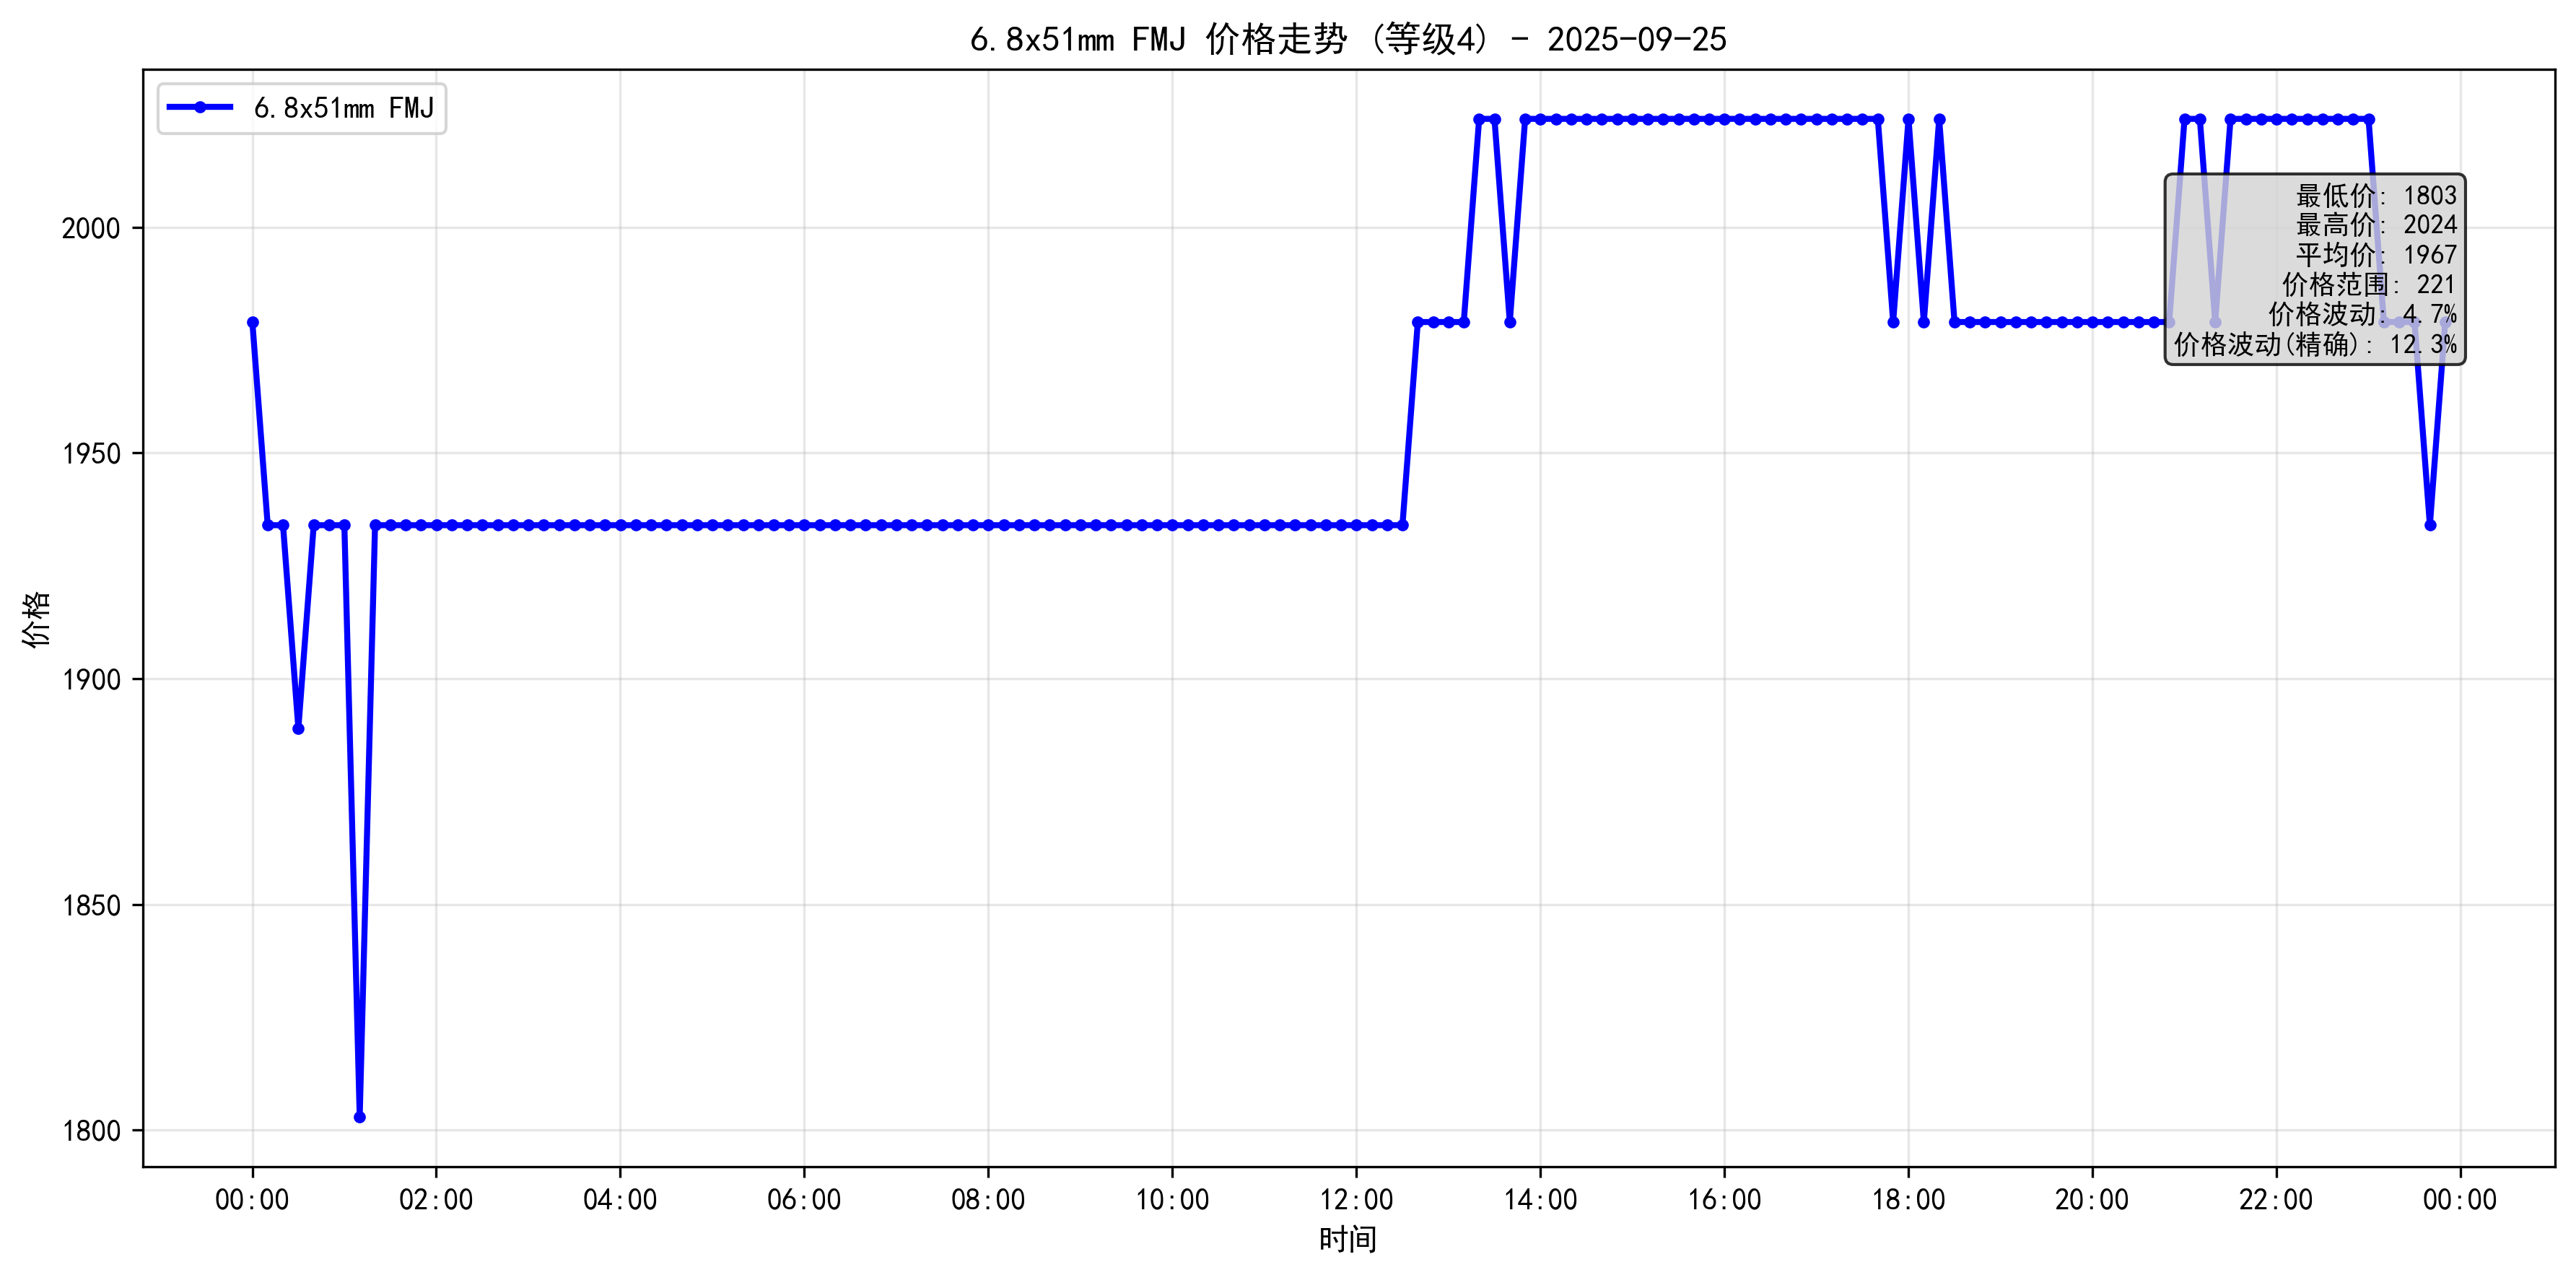 6.8x51mm FMJ 价格走势 (等级4) - 2025-09-25
6.8x51mm FMJ
最低价: 1803
最高价: 2024
平均价: 1967
价格范围: 221
价格波动: 4.7%
价格波动(精确): 12.3%
价格
2000
1950
1900
1850
1800
00:00 02:00 04:00 06:00 08:00 10:00 12:00 14:00 16:00 18:00 20:00 22:00 00:00
时间